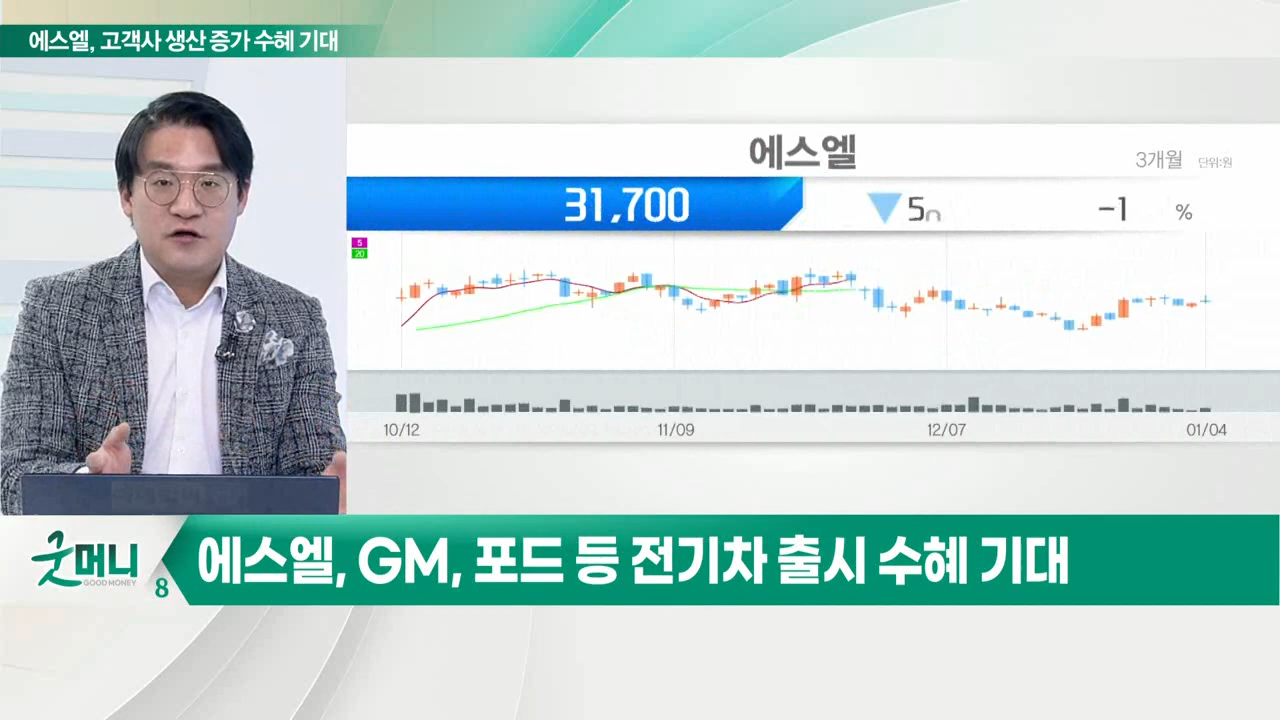 에스엘, 고객사 생산 증가 수혜 기대
에스엘
3개월 단위:원
31,700 ▼ 5 -1 %
5
20
10/12 11/09 12/07 01/04
굿머니
GOOD MONEY
8
에스엘, GM, 포드 등 전기차 출시 수혜 기대